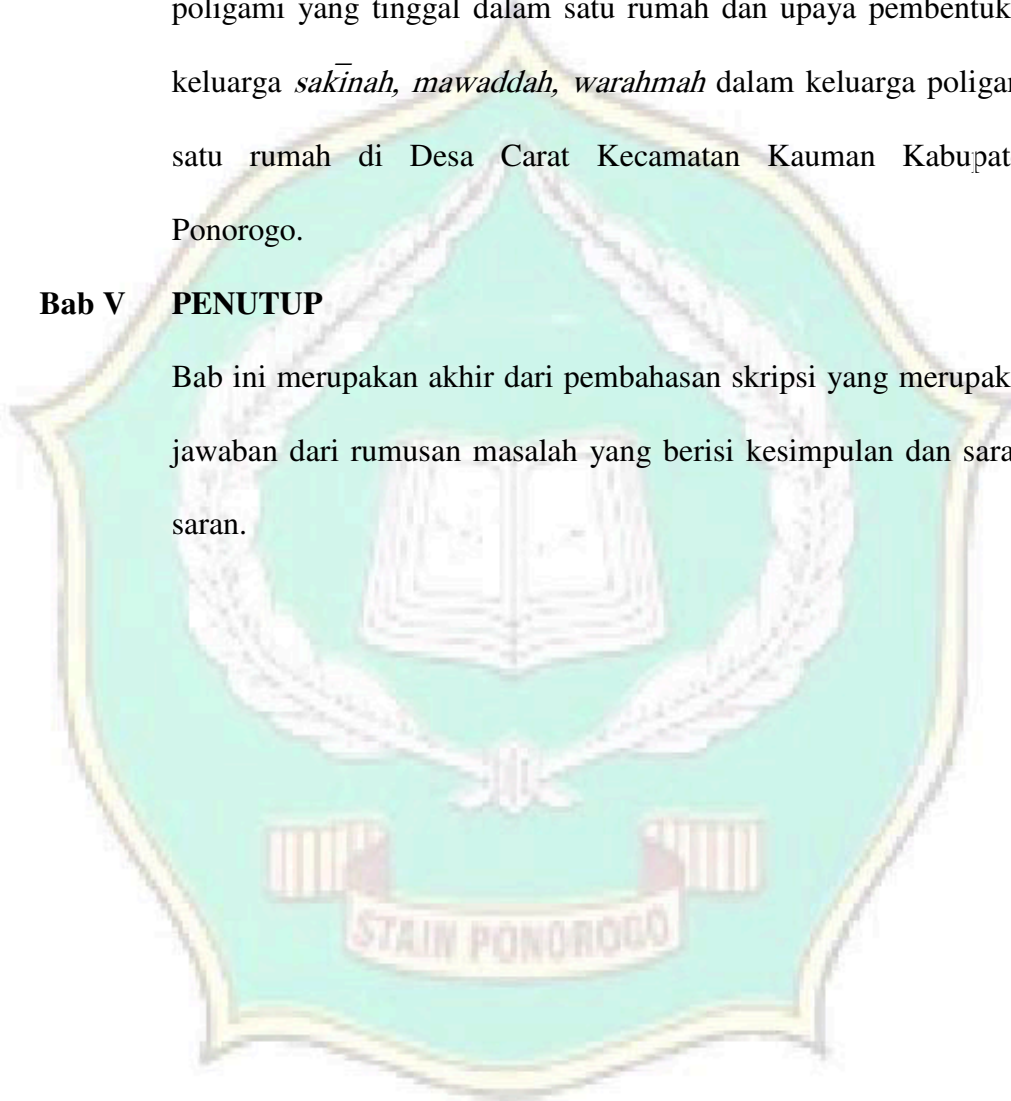 poligami yang tinggal dalam satu rumah dan upaya pembentuk
keluarga sakīnah, mawaddah, warahmah dalam keluarga poligar
satu rumah di Desa Carat Kecamatan Kauman Kabupat
Ponorogo.
Bab V PENUTUP
Bab ini merupakan akhir dari pembahasan skripsi yang merupak
jawaban dari rumusan masalah yang berisi kesimpulan dan sara
saran.
STAIN PONOROGO